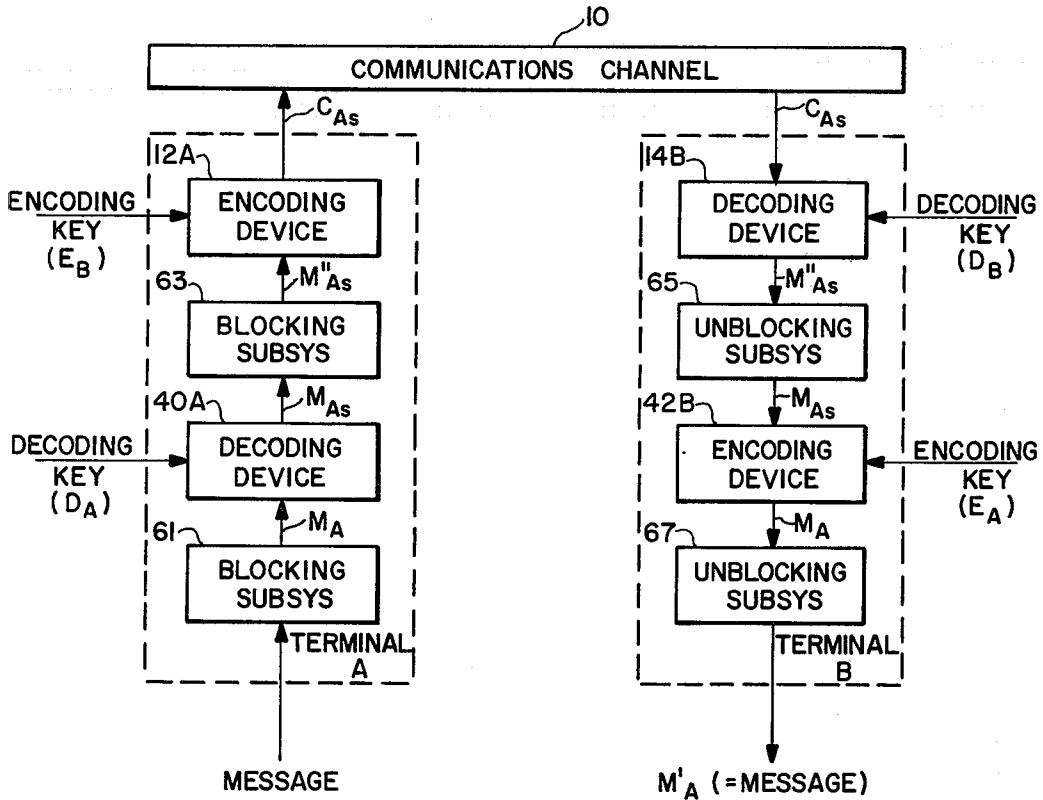 10
COMMUNICATIONS CHANNEL
C_As
C_As
12A
14B
ENCODING
KEY
(E_B)
ENCODING
DEVICE
DECODING
DEVICE
DECODING
KEY
(D_B)
M"_As
M"_As
63
65
BLOCKING
SUBSYS
UNBLOCKING
SUBSYS
M_As
M_As
40A
42B
DECODING
KEY
(D_A)
DECODING
DEVICE
ENCODING
DEVICE
ENCODING
KEY
(E_A)
M_A
M_A
61
67
BLOCKING
SUBSYS
UNBLOCKING
SUBSYS
TERMINAL
A
TERMINAL
B
MESSAGE
M'_A (=MESSAGE)